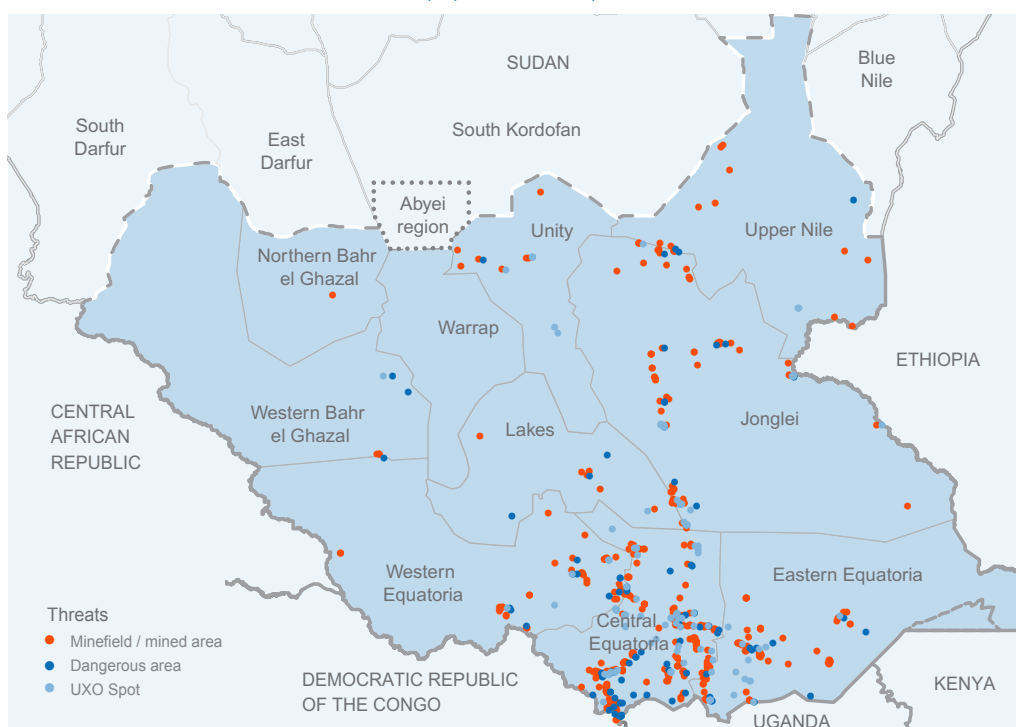 SUDAN
Blue
Nile
South
Darfur
East
Darfur
South Kordofan
Abyei
region
Unity
Upper Nile
Northern Bahr
el Ghazal
Warrap
ETHIOPIA
CENTRAL
AFRICAN
REPUBLIC
Western Bahr
el Ghazal
Lakes
Jonglei
Western
Equatoria
Eastern Equatoria
Central
Equatoria
Threats
Minefield / mined area
Dangerous area
UXO Spot
DEMOCRATIC REPUBLIC
OF THE CONGO
KENYA
UGANDA